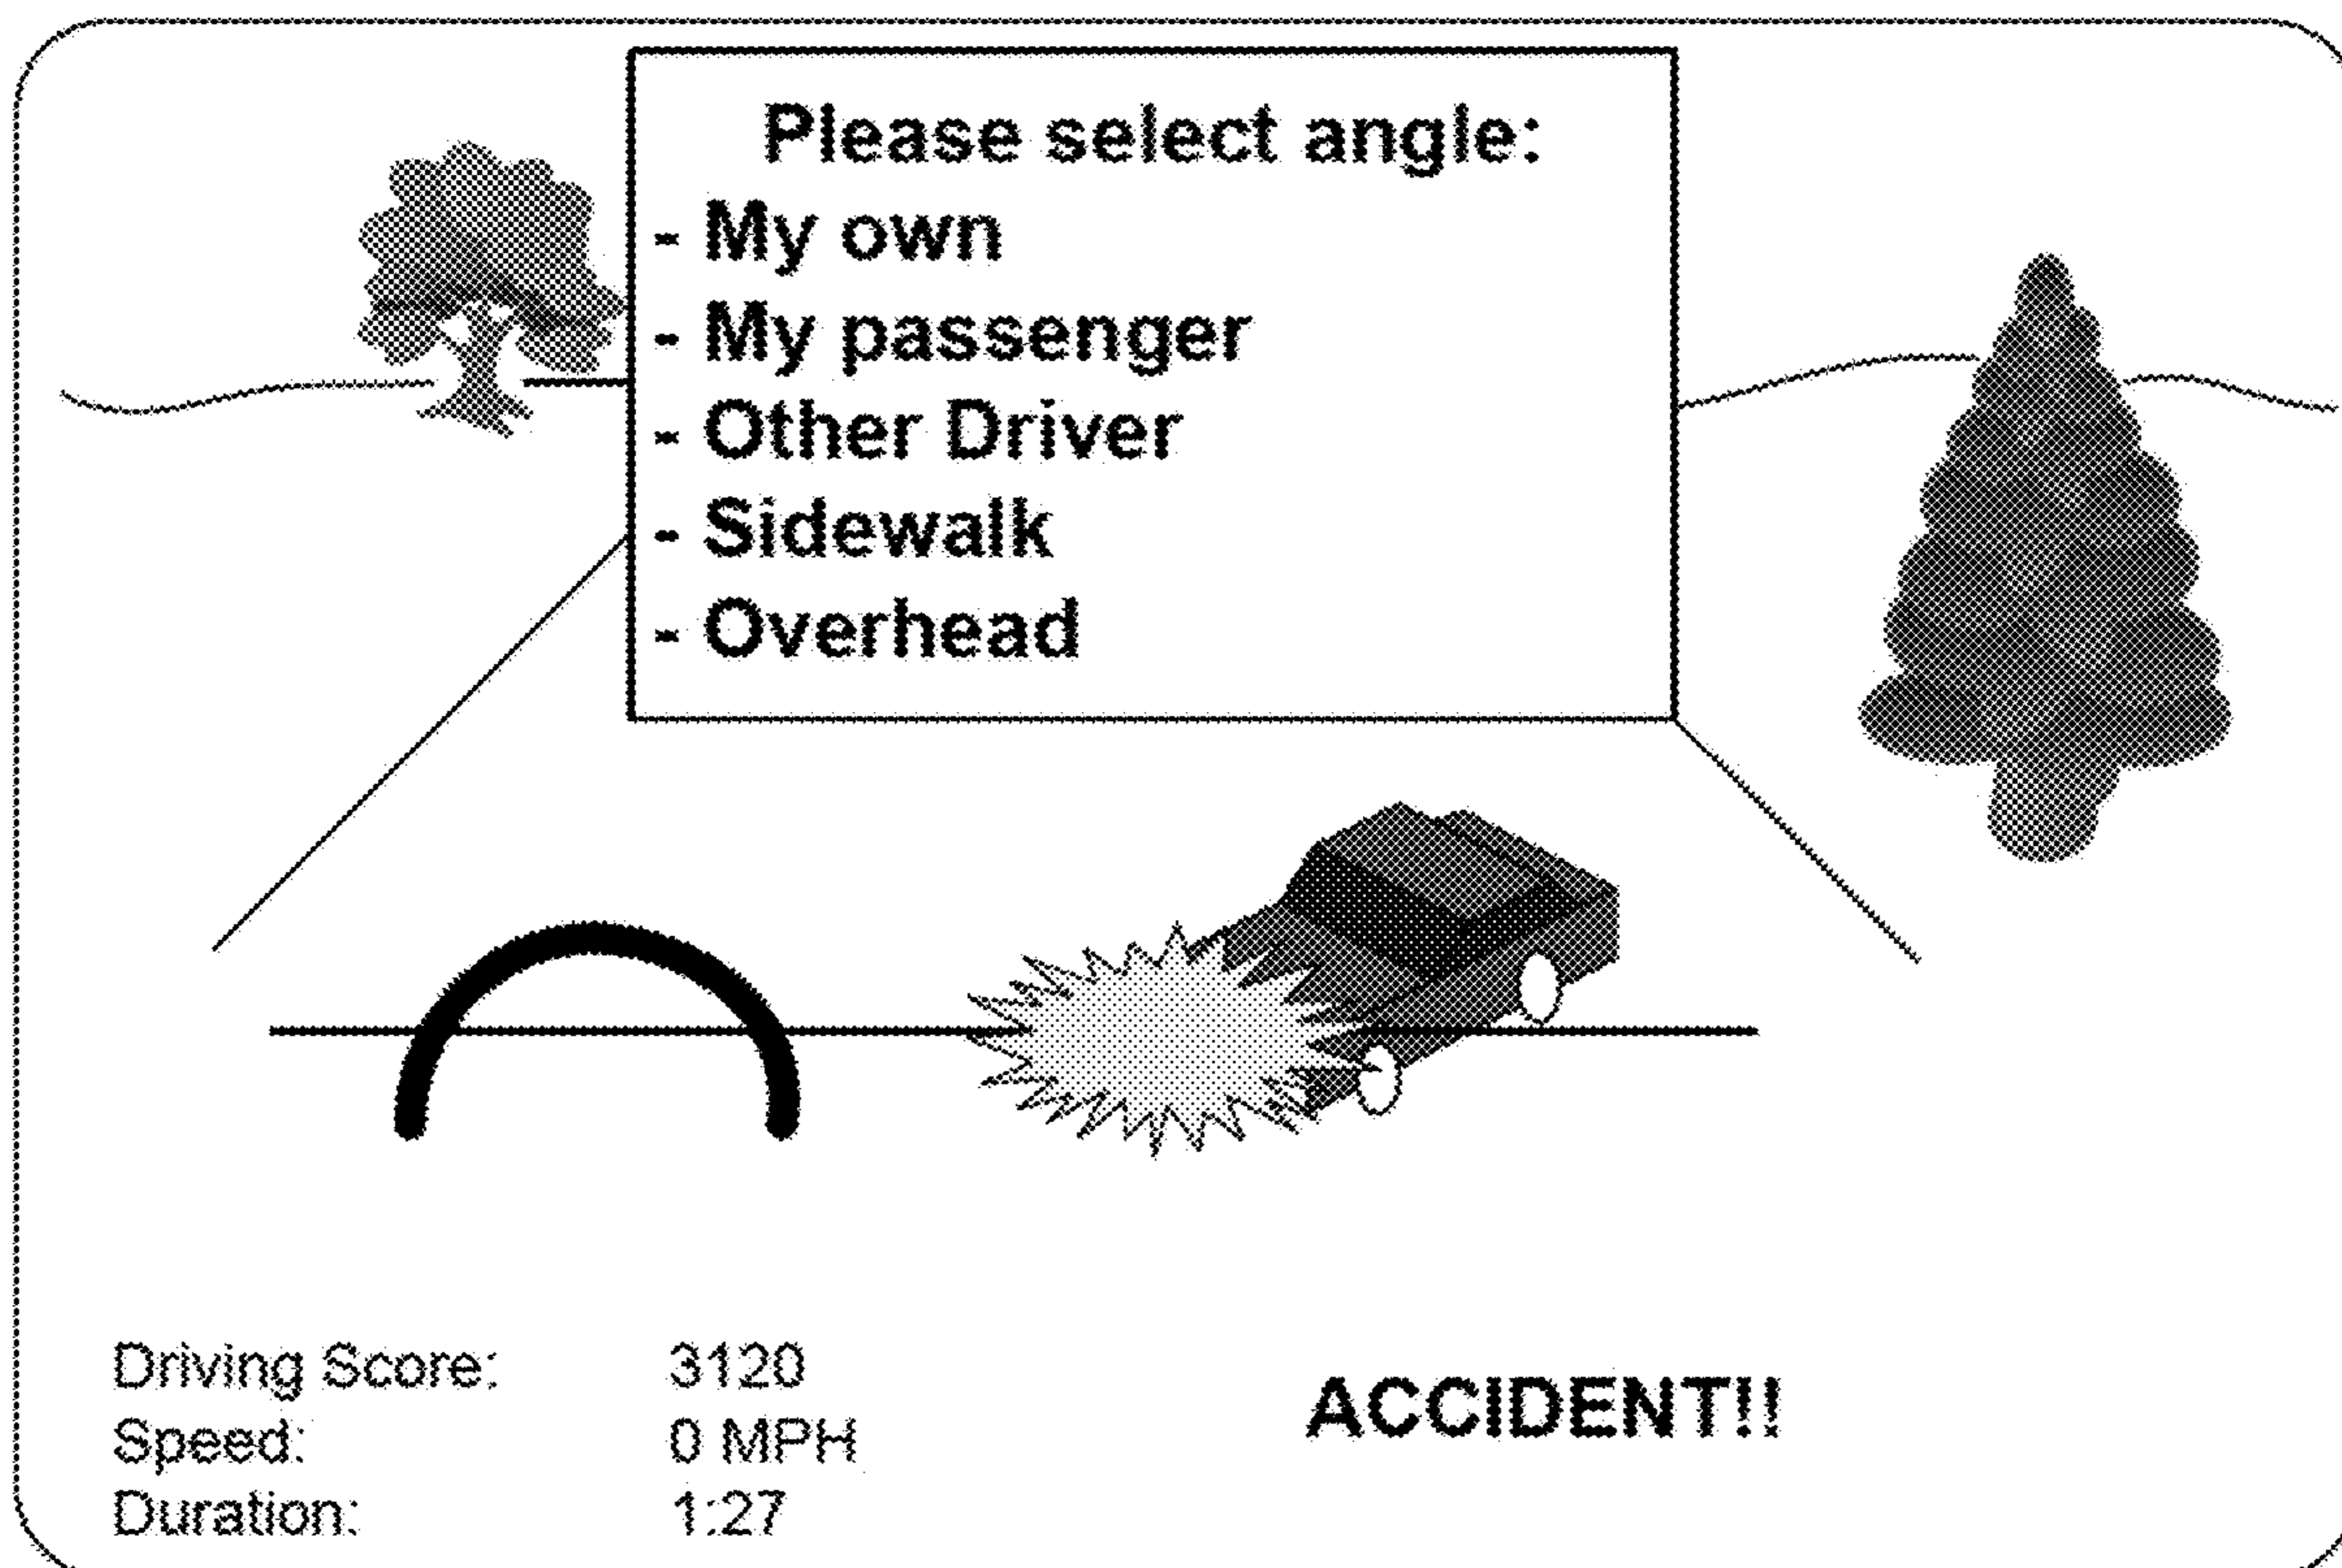 Please select angle:
- My own
- My passenger
- Other Driver
- Sidewalk
- Overhead
Driving Score: 3120
Speed: 0 MPH
Duration: 1:27
ACCIDENT!!